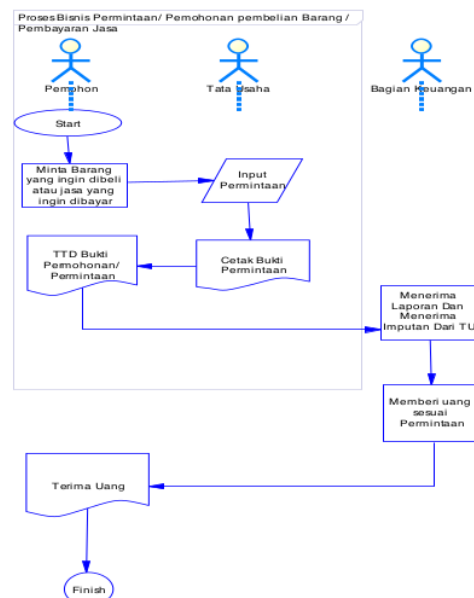 Proses Bisnis Permintaan/ Pemohonan pembelian Barang /
Pembayaran Jasa
Pemohon
Tata Usaha
Bagian Keuangan
Start
Minta Barang
yang ingin dibeli
atau jasa yang
ingin dibayar
Input
Permintaan
TTD Bukti
Permohonan/
Permintaan
Cetak Bukti
Permintaan
Menerima
Laporan Dan
Menerima
Imputan Dari TU
Memberi uang
sesuai
Permintaan
Terima Uang
Finish